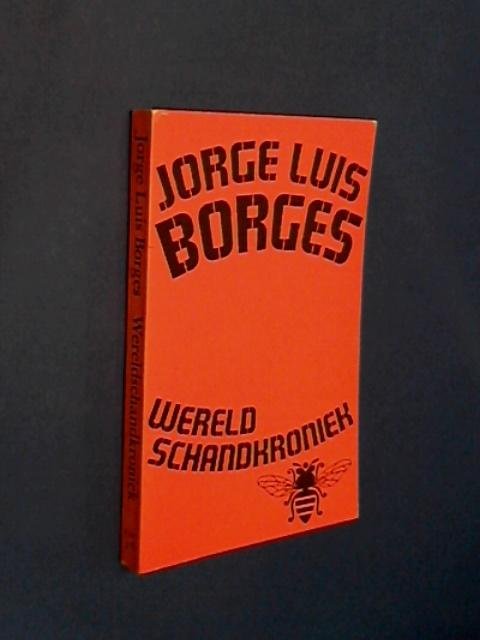 JORGE LUIS
BORGES
WERELD
SCHANDKRONIEK
Jorge Luis Borges Wereldschandkroniek